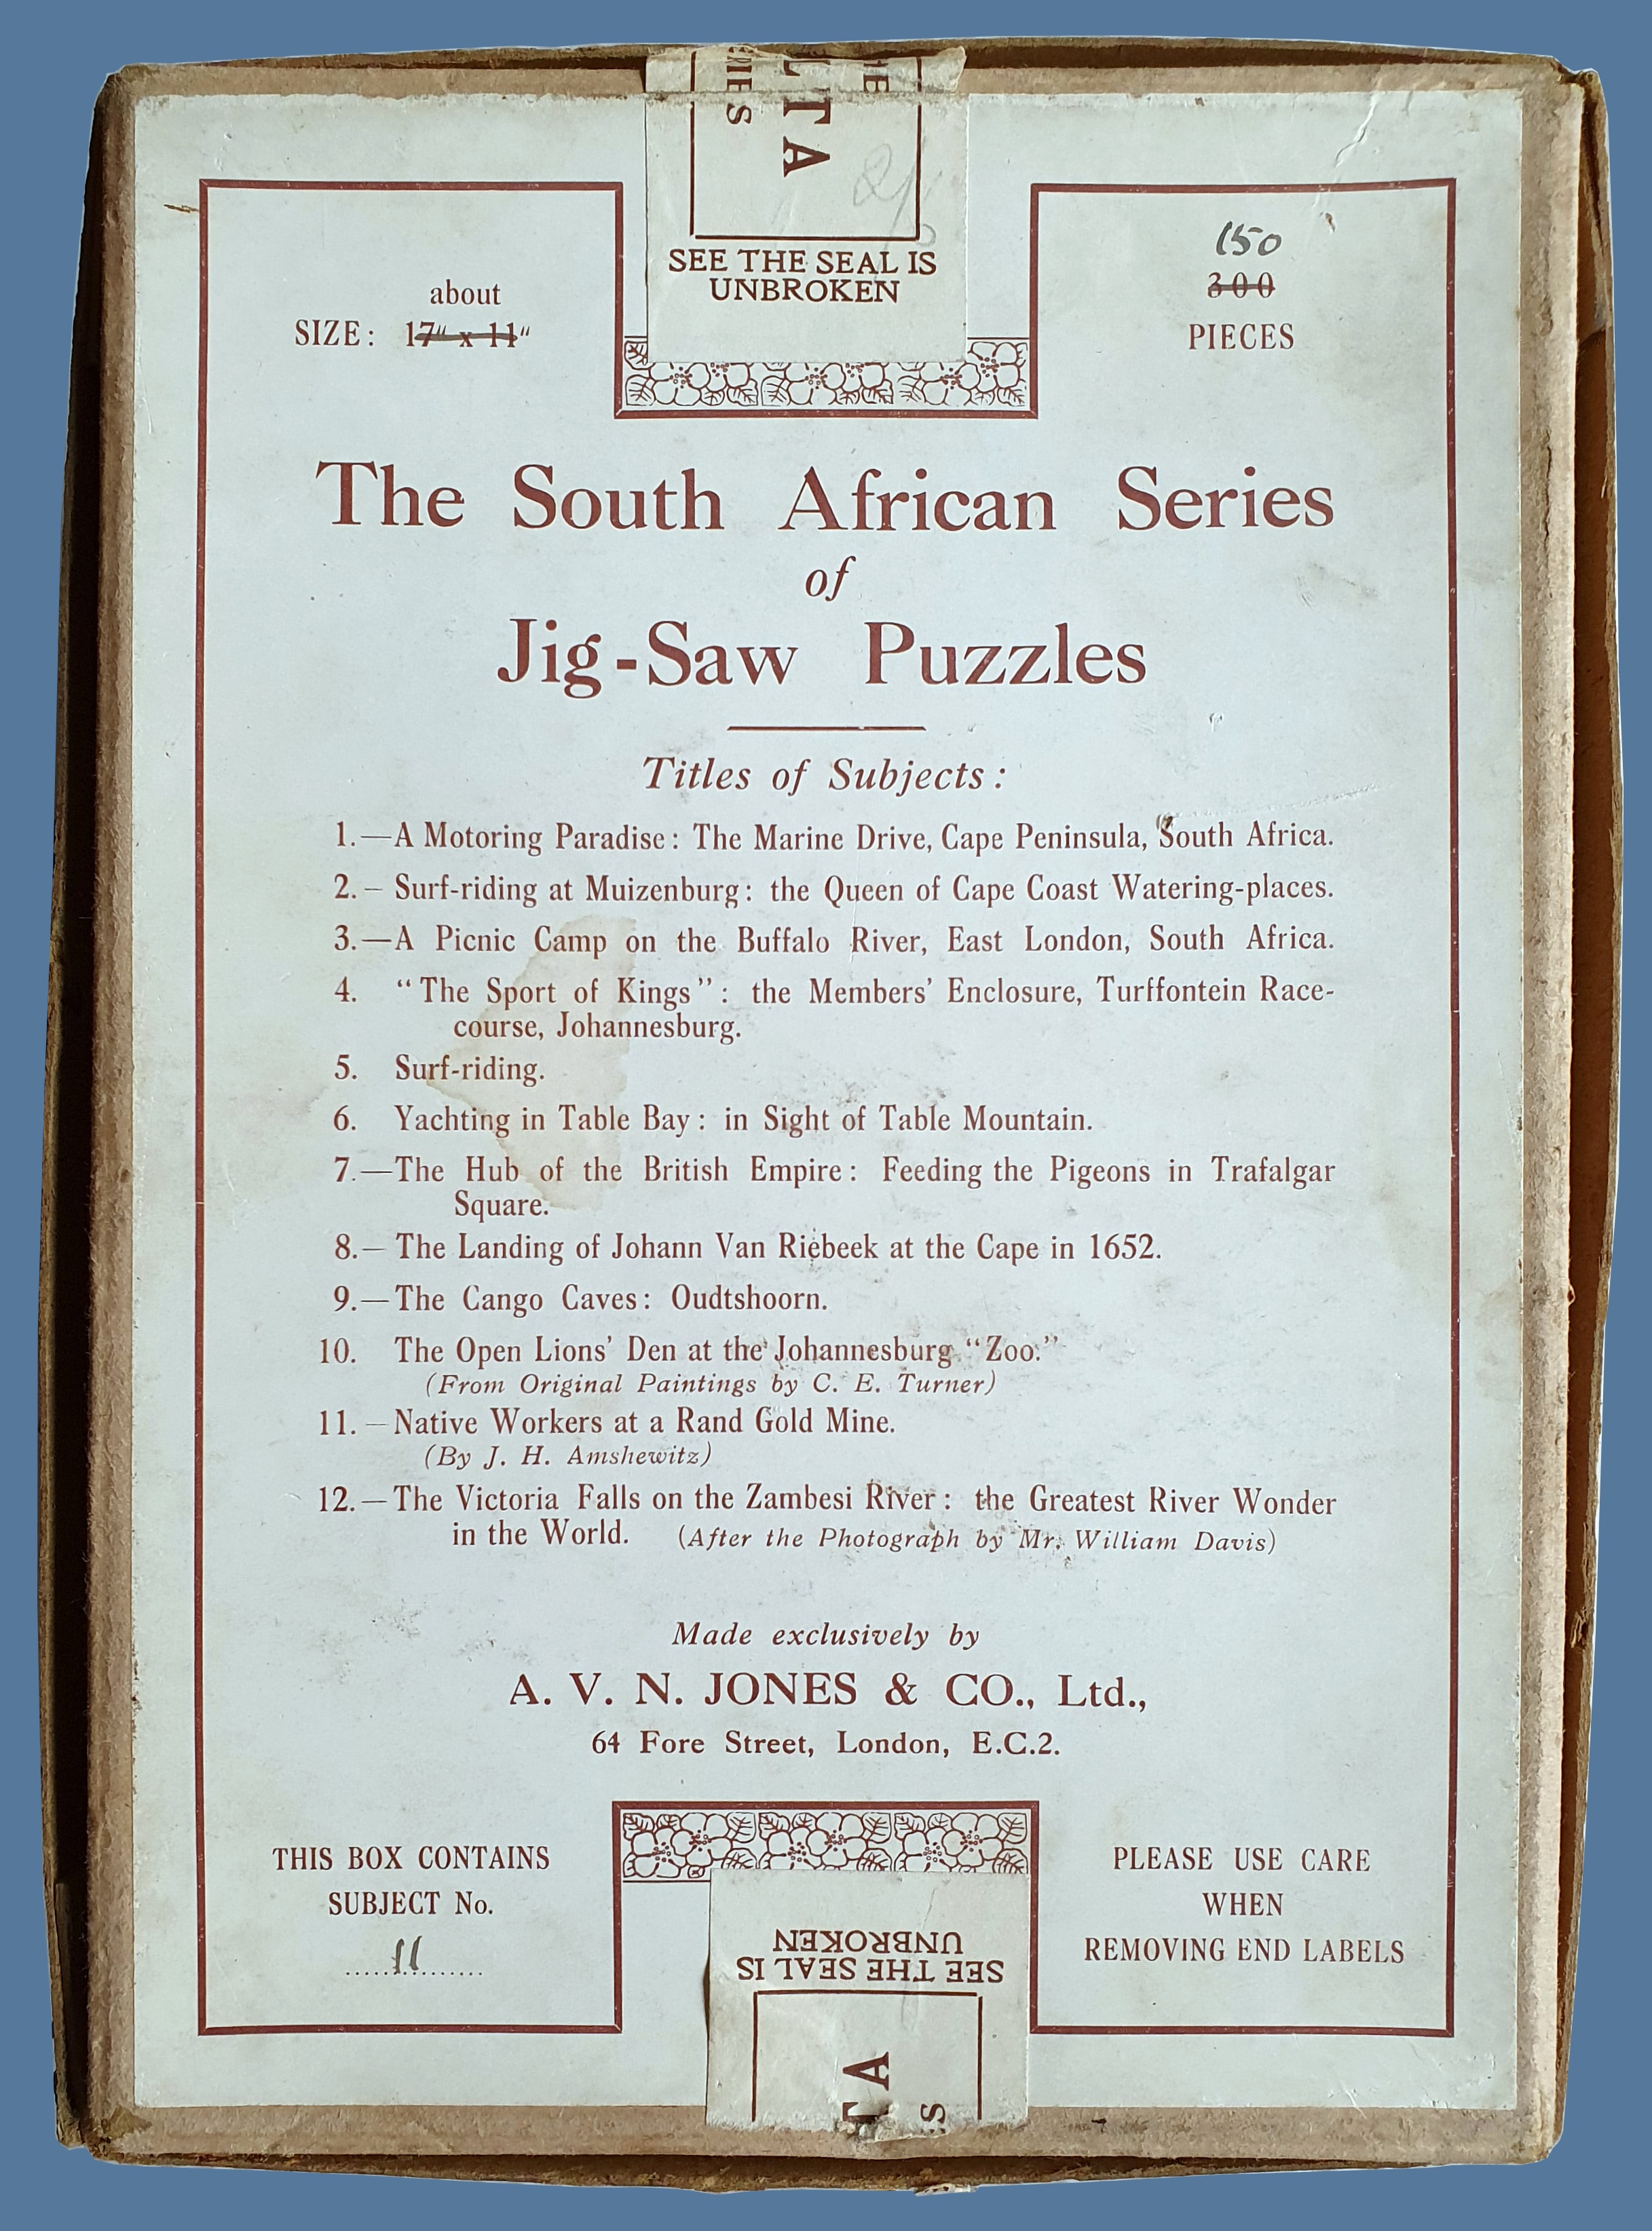 SEE THE SEAL IS
UNBROKEN
about
SIZE: 17" x 11"
150
300
PIECES
The South African Series
of
Jig-Saw Puzzles
Titles of Subjects:
1.—A Motoring Paradise: The Marine Drive, Cape Peninsula, South Africa.
2.– Surf-riding at Muizenburg: the Queen of Cape Coast Watering-places.
3.—A Picnic Camp on the Buffalo River, East London, South Africa.
4. “The Sport of Kings”: the Members’ Enclosure, Turffontein Race-
course, Johannesburg.
5. Surf-riding.
6. Yachting in Table Bay: in Sight of Table Mountain.
7.—The Hub of the British Empire: Feeding the Pigeons in Trafalgar
Square.
8.– The Landing of Johann Van Riebeek at the Cape in 1652.
9.—The Cango Caves: Oudtshoorn.
10. The Open Lions’ Den at the Johannesburg “Zoo.”
(From Original Paintings by C. E. Turner)
11. –Native Workers at a Rand Gold Mine.
(By J. H. Amshewitz)
12.–The Victoria Falls on the Zambesi River: the Greatest River Wonder
in the World. (After the Photograph by Mr. William Davis)
Made exclusively by
A. V. N. JONES & CO., Ltd.,
64 Fore Street, London, E.C.2.
THIS BOX CONTAINS
SUBJECT No.
11
PLEASE USE CARE
WHEN
REMOVING END LABELS
SEE THE SEAL IS
UNBROKEN